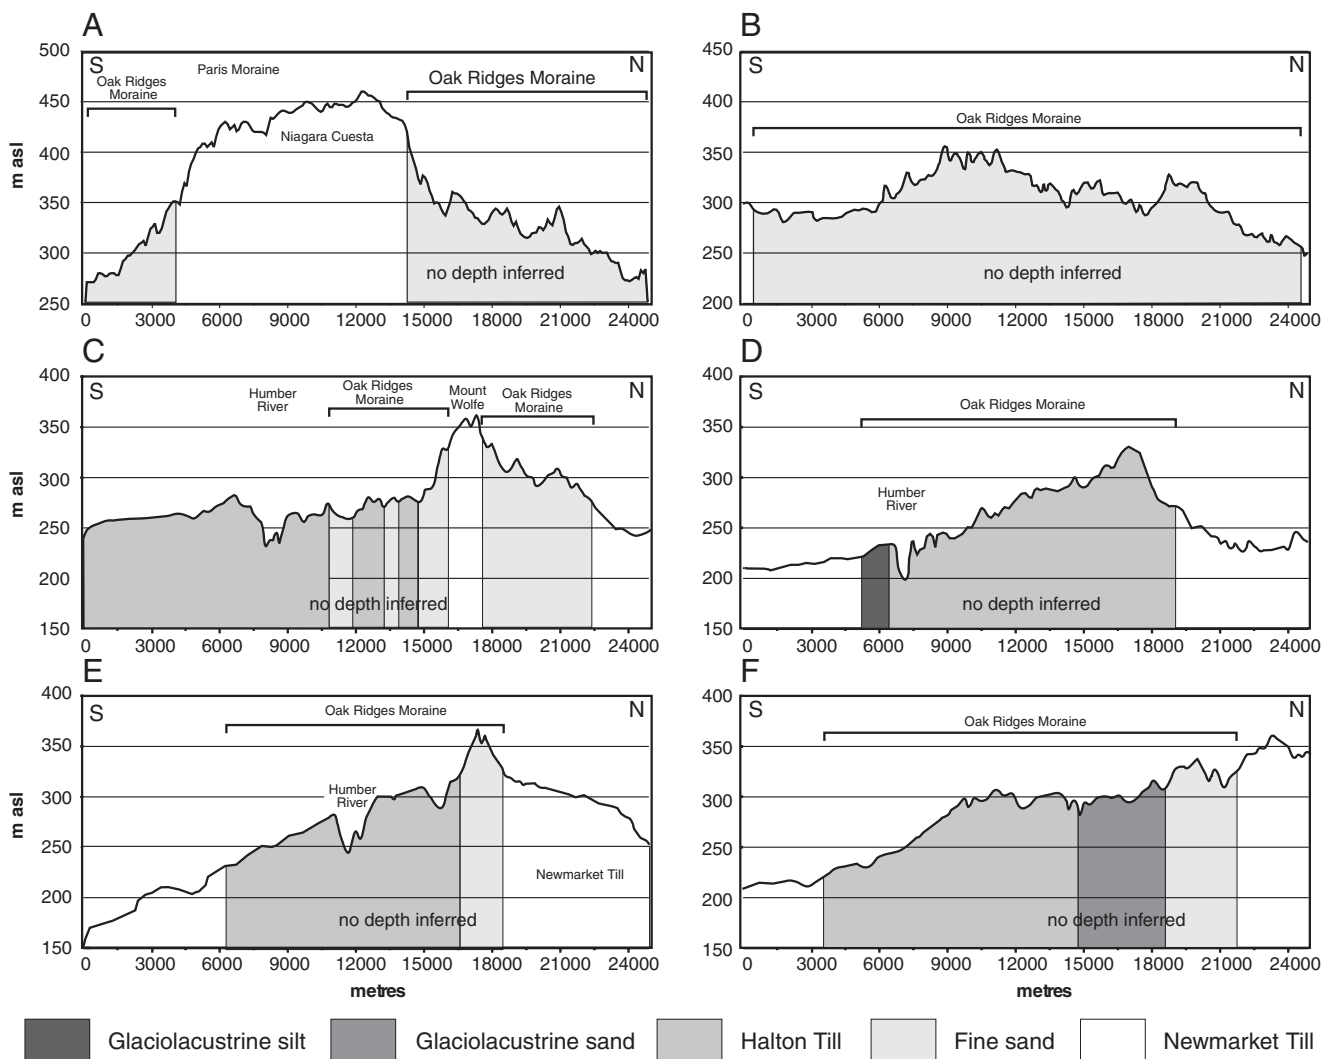 A
500
450
400
350
300
250
m asl
S
N
Oak Ridges
Moraine
Paris Moraine
Niagara Cuesta
Oak Ridges Moraine
no depth inferred
0 3000 6000 9000 12000 15000 18000 21000 24000
B
450
400
350
300
250
200
S
N
Oak Ridges Moraine
no depth inferred
0 3000 6000 9000 12000 15000 18000 21000 24000
C
400
350
300
250
200
150
m asl
S
N
Humber
River
Oak Ridges
Moraine
Mount
Wolfe
Oak Ridges
Moraine
no depth inferred
0 3000 6000 9000 12000 15000 18000 21000 24000
D
400
350
300
250
200
150
S
N
Oak Ridges Moraine
Humber
River
no depth inferred
0 3000 6000 9000 12000 15000 18000 21000 24000
E
400
350
300
250
200
150
m asl
S
N
Oak Ridges Moraine
Humber
River
Newmarket Till
no depth inferred
0 3000 6000 9000 12000 15000 18000 21000 24000
metres
F
400
350
300
250
200
150
S
N
Oak Ridges Moraine
no depth inferred
0 3000 6000 9000 12000 15000 18000 21000 24000
metres
Glaciolacustrine silt
Glaciolacustrine sand
Halton Till
Fine sand
Newmarket Till